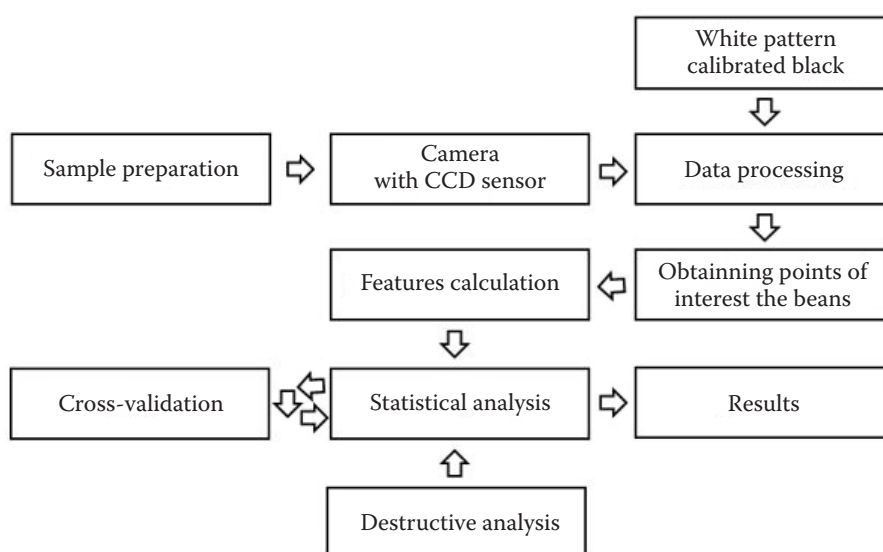 White pattern
calibrated black
Sample preparation
Camera
with CCD sensor
Data processing
Features calculation
Obtainning points of
interest the beans
Cross-validation
Statistical analysis
Results
Destructive analysis